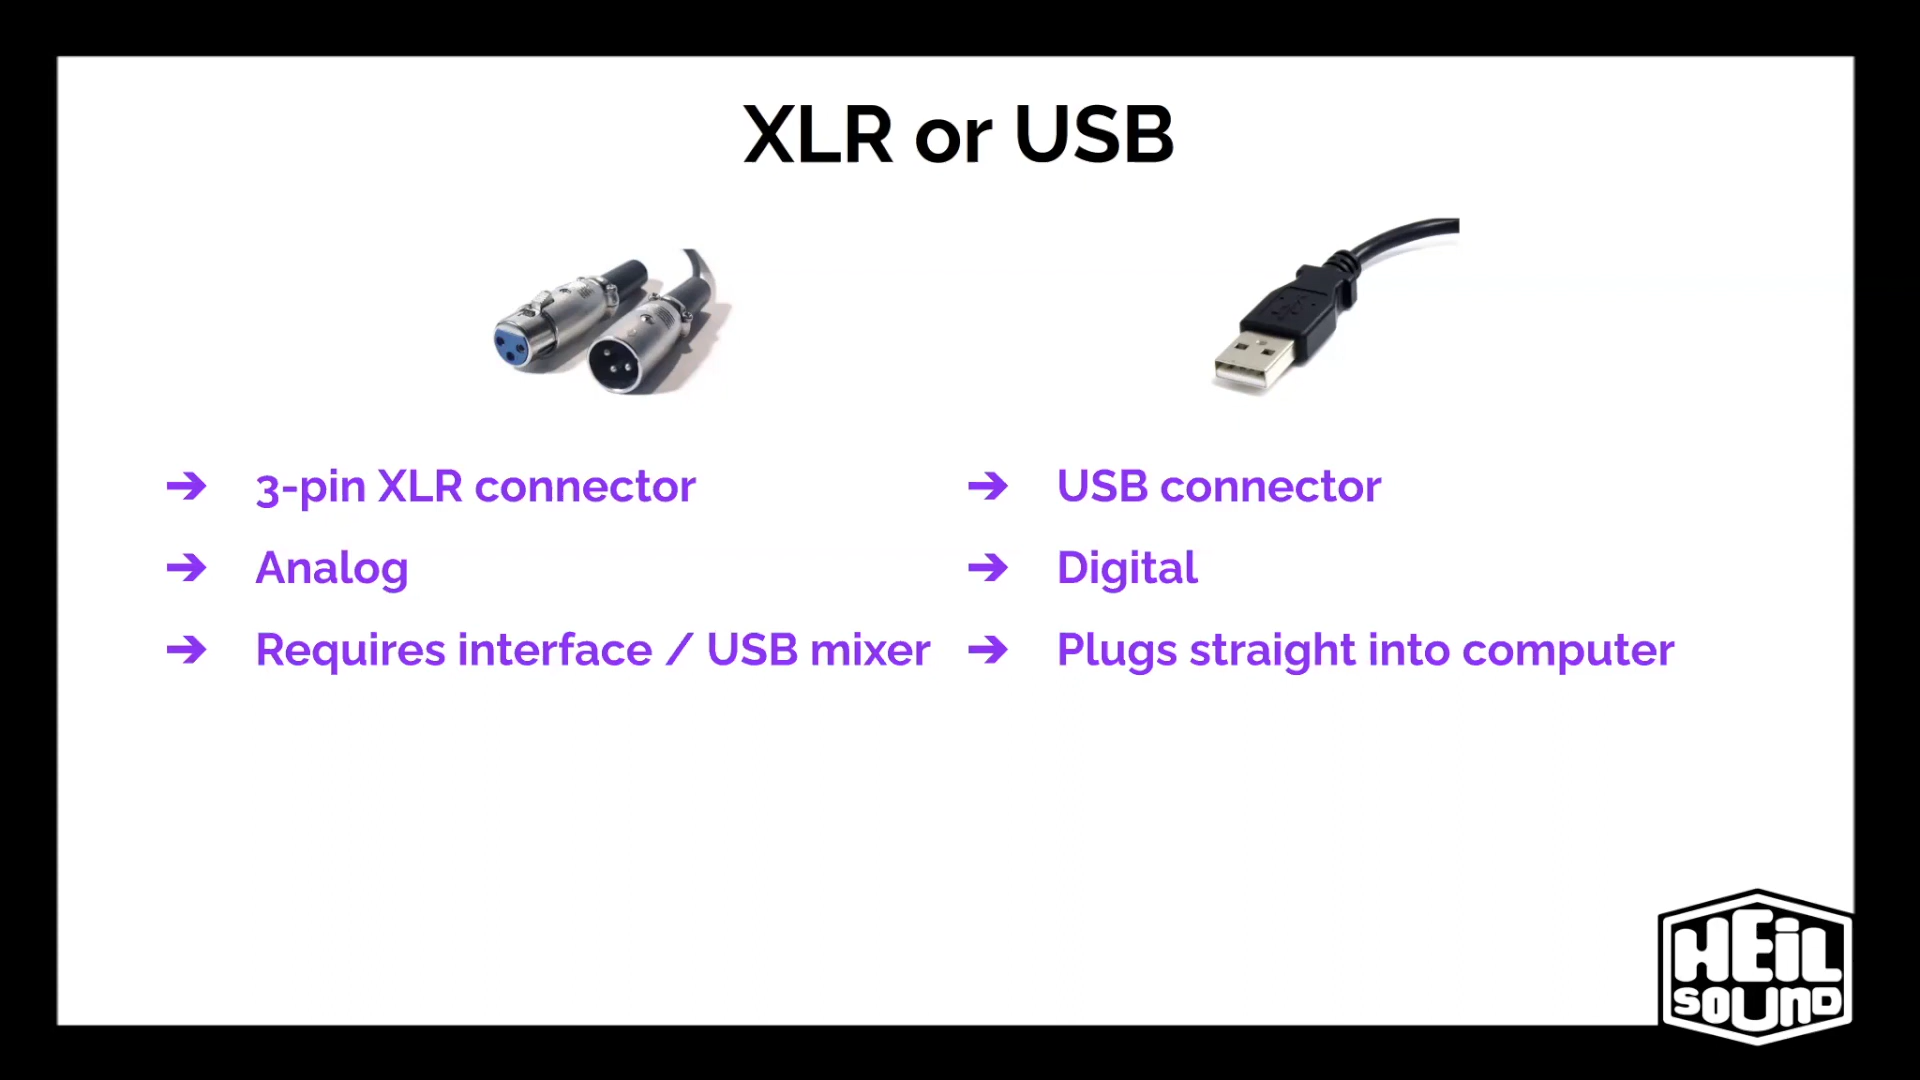 XLR or USB
➔ 3-pin XLR connector
➔ Analog
➔ Requires interface / USB mixer
➔ USB connector
➔ Digital
➔ Plugs straight into computer
HEiL
SOUND